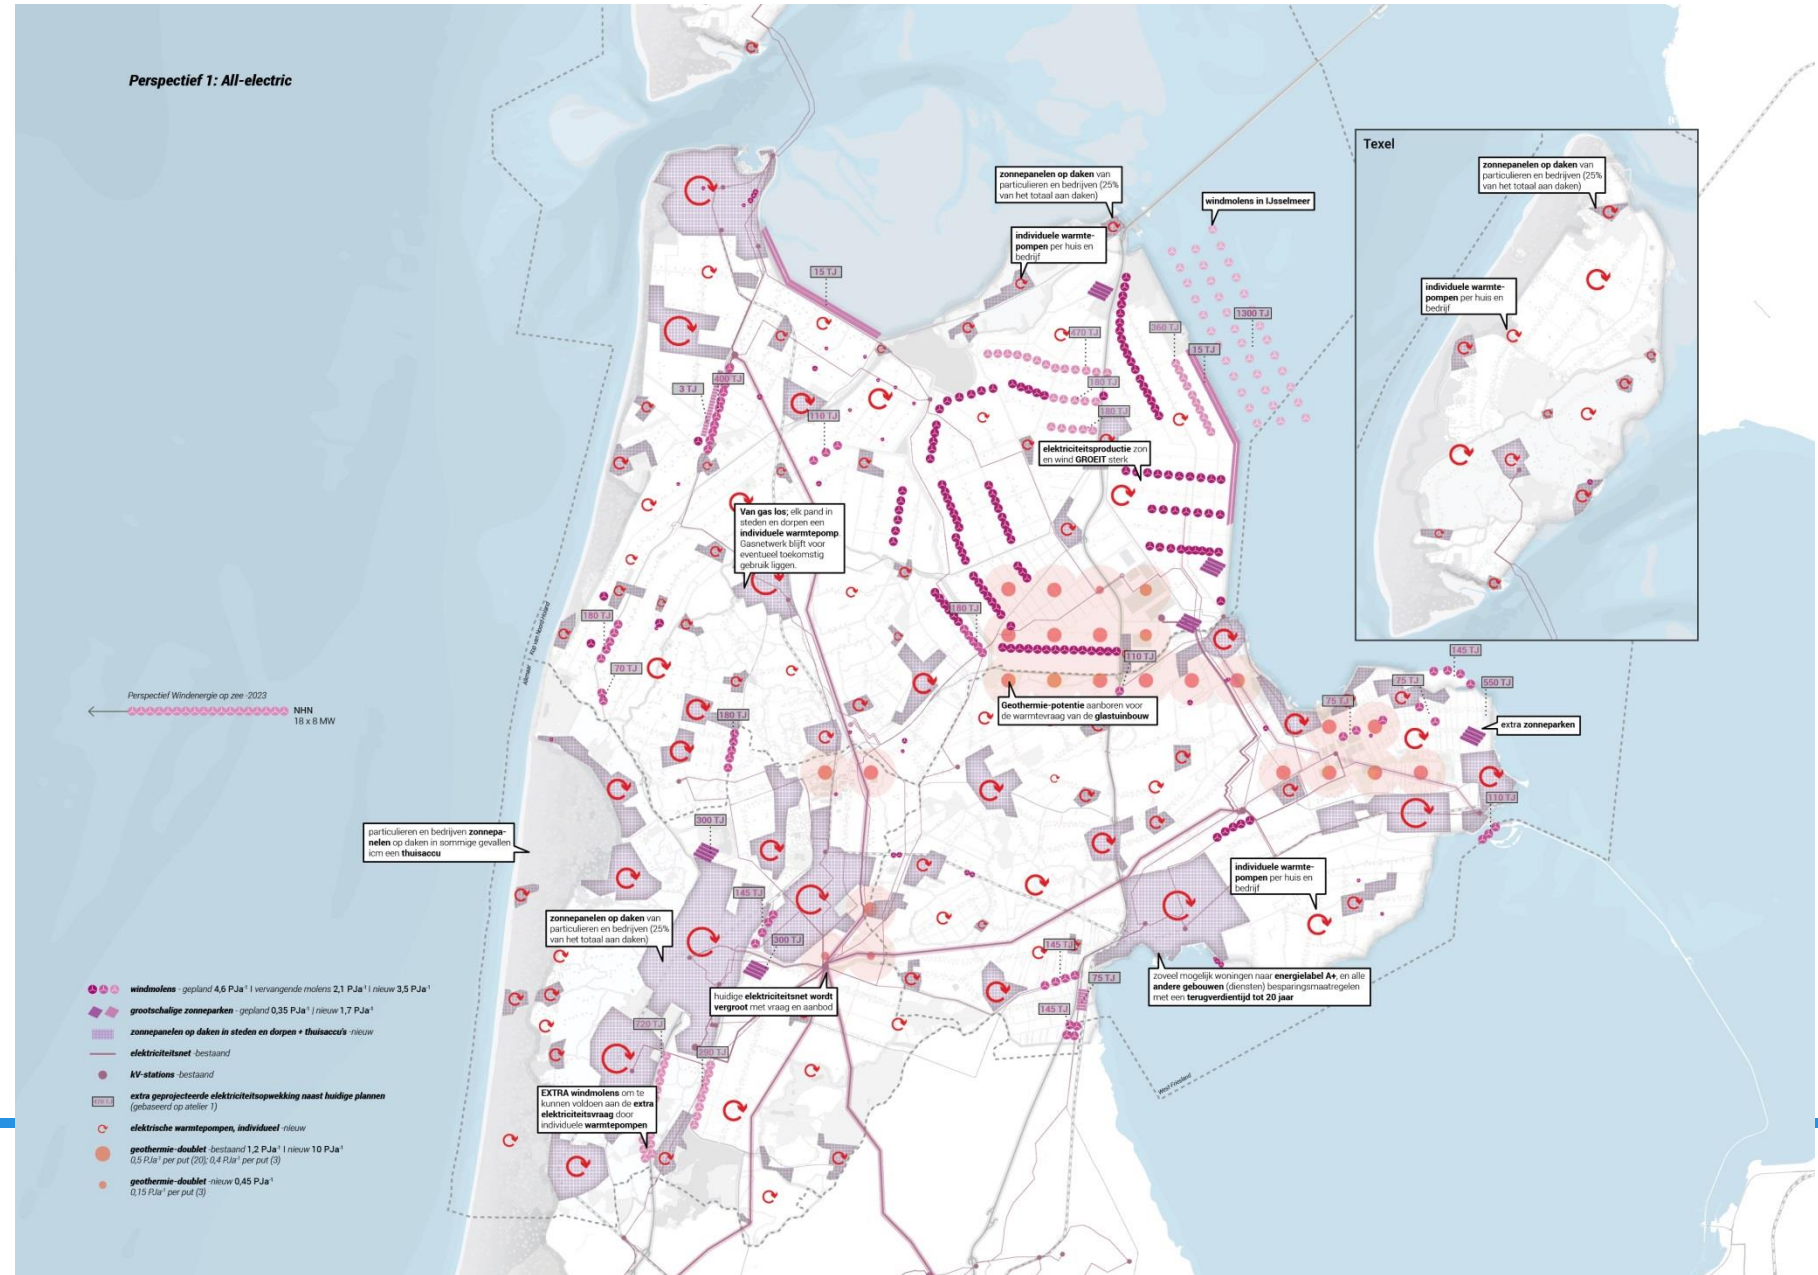 Perspectief 1: All-electric
Texel
zonnepanelen op daken van
particulieren en bedrijven (25%
van het totaal aan daken)
individuele warmte-
pompen per huis en
bedrijf
zonnepanelen op daken van
particulieren en bedrijven (25%
van het totaal aan daken)
windmolens in IJsselmeer
individuele warmte-
pompen per huis en
bedrijf
15 TJ
1300 TJ
470 TJ
360 TJ
15 TJ
3 TJ
400 TJ
180 TJ
110 TJ
180 TJ
elektriciteitsproductie zon
en wind GROEIT sterk
Van gas los; elk pand in
steden en dorpen een
individuele warmtepomp.
Gasnetwerk blijft voor
eventueel toekomstig
gebruik liggen.
180 TJ
180 TJ
70 TJ
110 TJ
145 TJ
75 TJ
550 TJ
75 TJ
Alkmaar
Kop van Noord-Holland
Perspectief Windenergie op zee -2023
NHN
18 x 8 MW
Geothermie-potentie aanboren voor
de warmtevraag van de glastuinbouw
180 TJ
extra zonneparken
110 TJ
300 TJ
particulieren en bedrijven zonnepa-
nelen op daken in sommige gevallen
icm een thuisaccu
individuele warmte-
pompen per huis en
bedrijf
145 TJ
zonnepanelen op daken van
particulieren en bedrijven (25%
van het totaal aan daken)
300 TJ
145 TJ
75 TJ
zoveel mogelijk woningen naar energielabel A+, en alle
andere gebouwen (diensten) besparingsmaatregelen
met een terugverdientijd tot 20 jaar
huidige elektriciteitsnet wordt
vergroot met vraag en aanbod
145 TJ
720 TJ
290 TJ
West-Friesland
EXTRA windmolens om te
kunnen voldoen aan de extra
elektriciteitsvraag door
individuele warmtepompen
windmolens - gepland 4,6 PJa⁻¹ I vervangende molens 2,1 PJa⁻¹ I nieuw 3,5 PJa⁻¹
grootschalige zonneparken - gepland 0,35 PJa⁻¹ I nieuw 1,7 PJa⁻¹
zonnepanelen op daken in steden en dorpen + thuisaccu's -nieuw
elektriciteitsnet -bestaand
kV-stations -bestaand
470 TJ
extra geprojecteerde elektriciteitsopwekking naast huidige plannen
(gebaseerd op atelier 1)
elektrische warmtepompen, individueel -nieuw
geothermie-doublet -bestaand 1,2 PJa⁻¹ I nieuw 10 PJa⁻¹
0,5 PJa⁻¹ per put (20); 0,4 PJa⁻¹ per put (3)
geothermie-doublet -nieuw 0,45 PJa⁻¹
0,15 PJa⁻¹ per put (3)